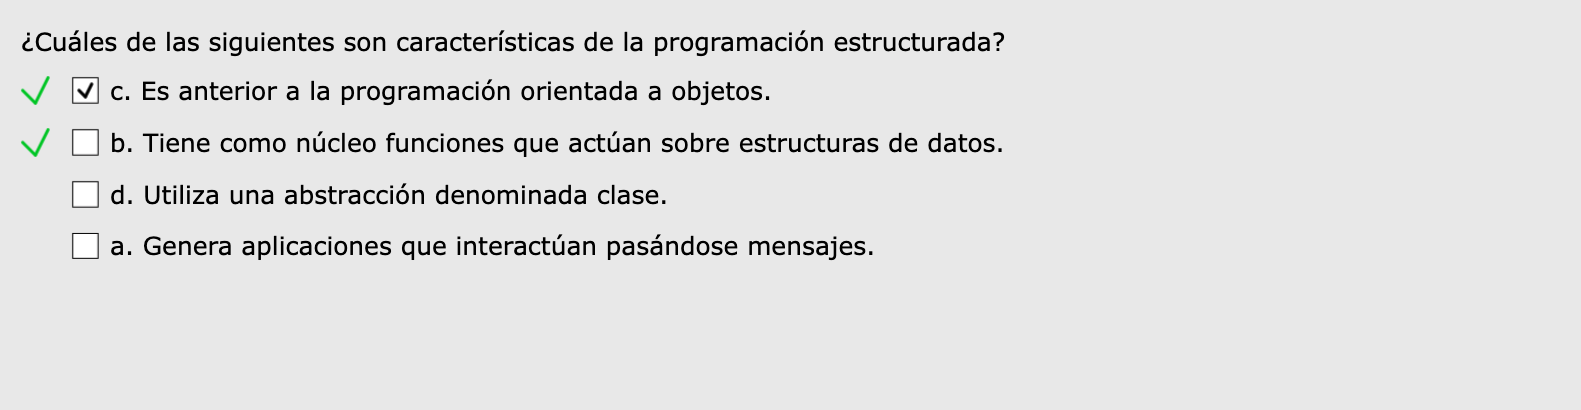 ¿Cuáles de las siguientes son características de la programación estructurada?
c. Es anterior a la programación orientada a objetos.
b. Tiene como núcleo funciones que actúan sobre estructuras de datos.
d. Utiliza una abstracción denominada clase.
a. Genera aplicaciones que interactúan pasándose mensajes.